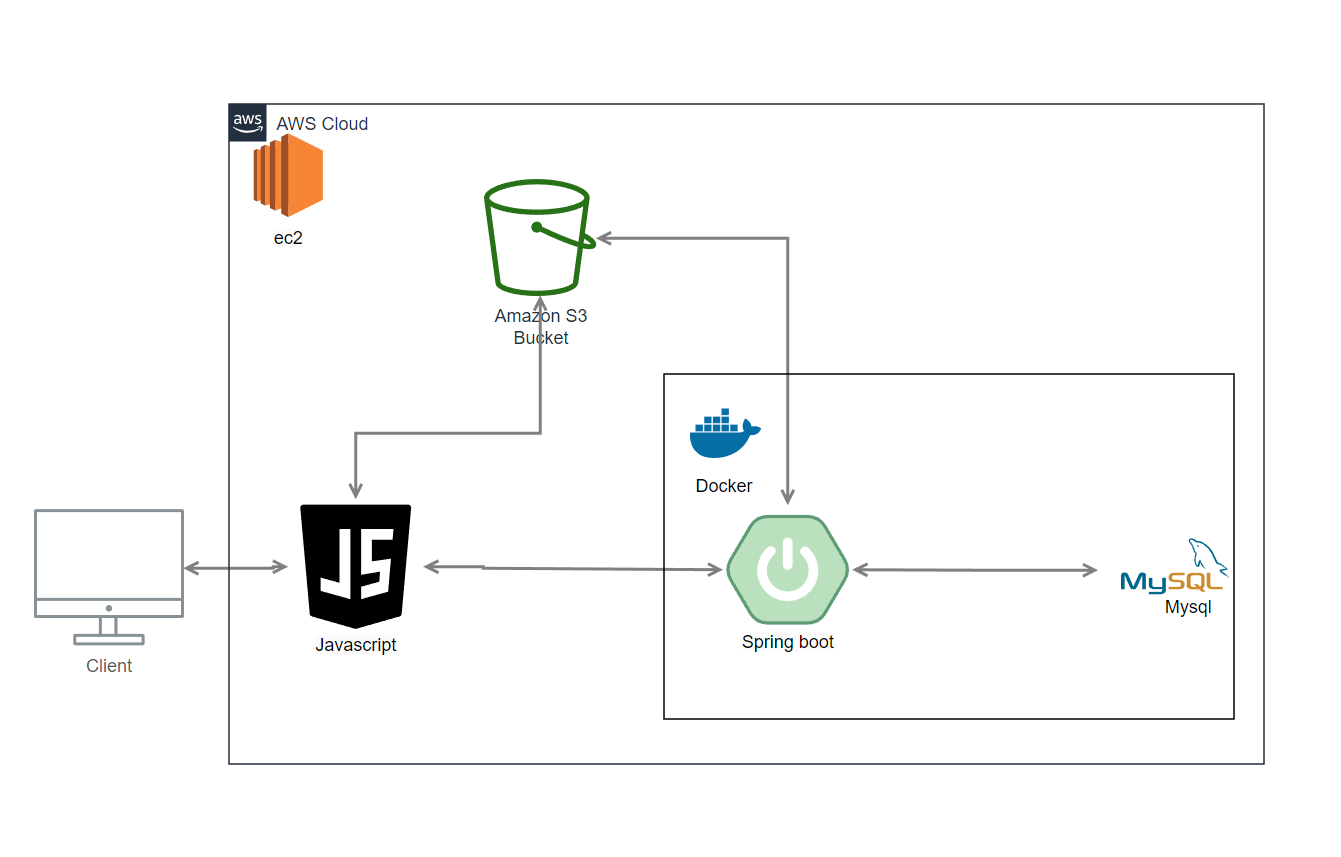 aws
AWS Cloud
ec2
Amazon S3
Bucket
Docker
JS
Javascript
Client
Spring boot
MySQL
Mysql